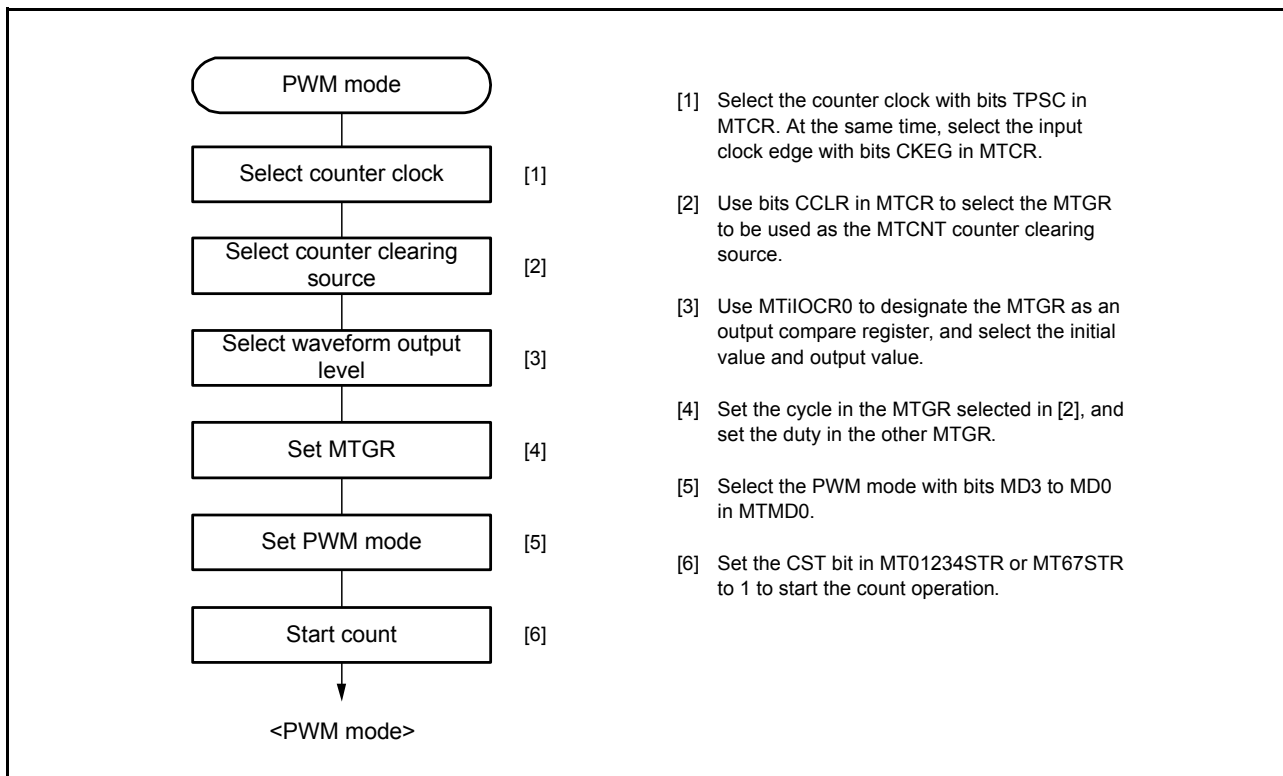 PWM mode
Select counter clock
[1]
Select counter clearing
source
[2]
Select waveform output
level
[3]
Set MTGR
[4]
Set PWM mode
[5]
Start count
[6]
<PWM mode>
[1] Select the counter clock with bits TPSC in
MTCR. At the same time, select the input
clock edge with bits CKEG in MTCR.
[2] Use bits CCLR in MTCR to select the MTGR
to be used as the MTCNT counter clearing
source.
[3] Use MTiIOCR0 to designate the MTGR as an
output compare register, and select the initial
value and output value.
[4] Set the cycle in the MTGR selected in [2], and
set the duty in the other MTGR.
[5] Select the PWM mode with bits MD3 to MD0
in MTMD0.
[6] Set the CST bit in MT01234STR or MT67STR
to 1 to start the count operation.